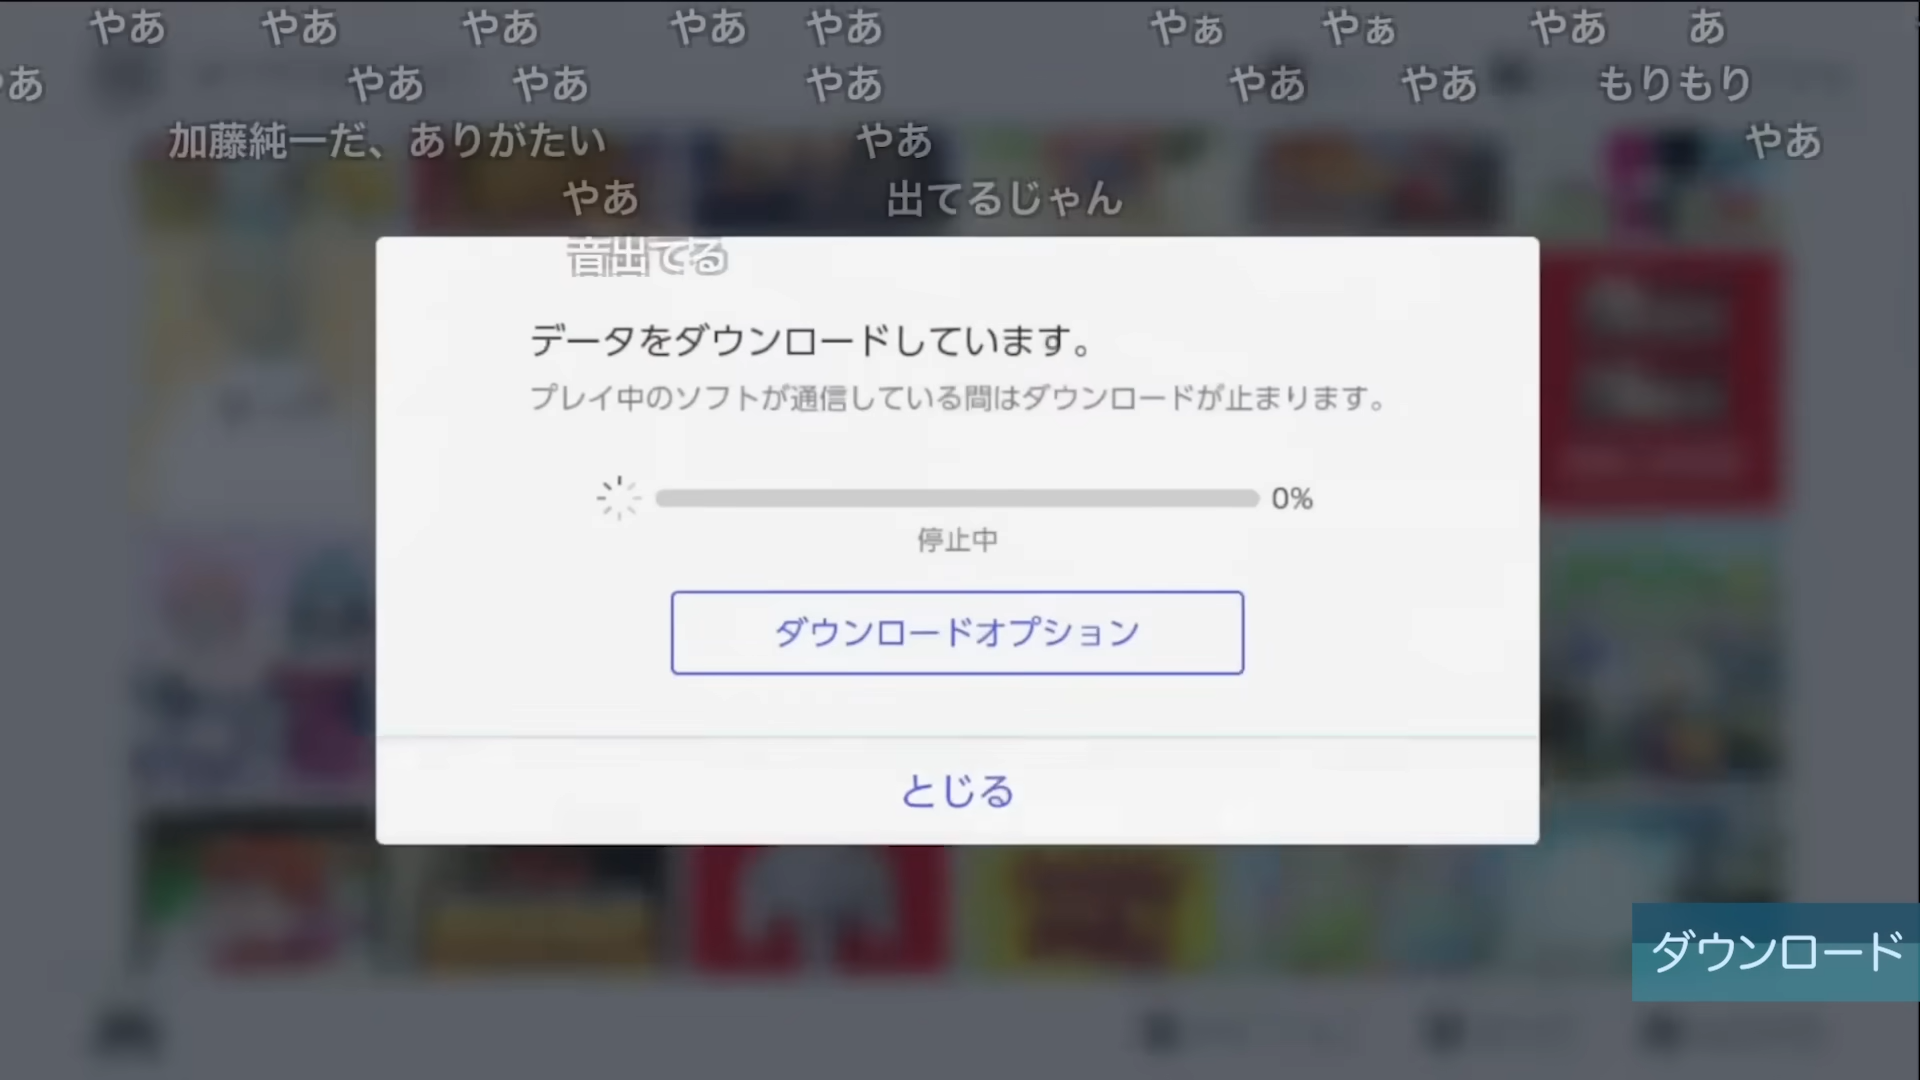 やあ やあ やあ やあ やあ やぁ やぁ やあ あ
やあ やあ やあ やあ やあ やあ もりもり
加藤純一だ、ありがたい やあ やあ
やあ 出てるじゃん
音出てる
データをダウンロードしています。
プレイ中のソフトが通信している間はダウンロードが止まります。
0%
停止中
ダウンロードオプション
とじる
ダウンロード